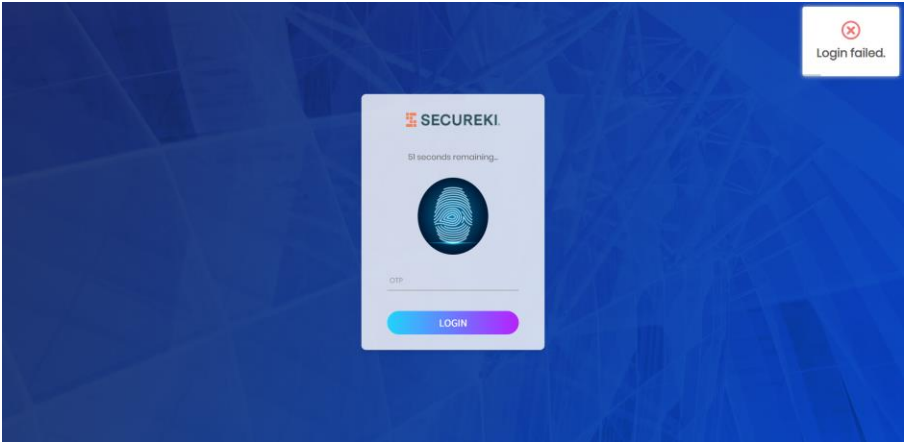 Login failed.
SECUREKI.
51 seconds remaining...
OTP
LOGIN